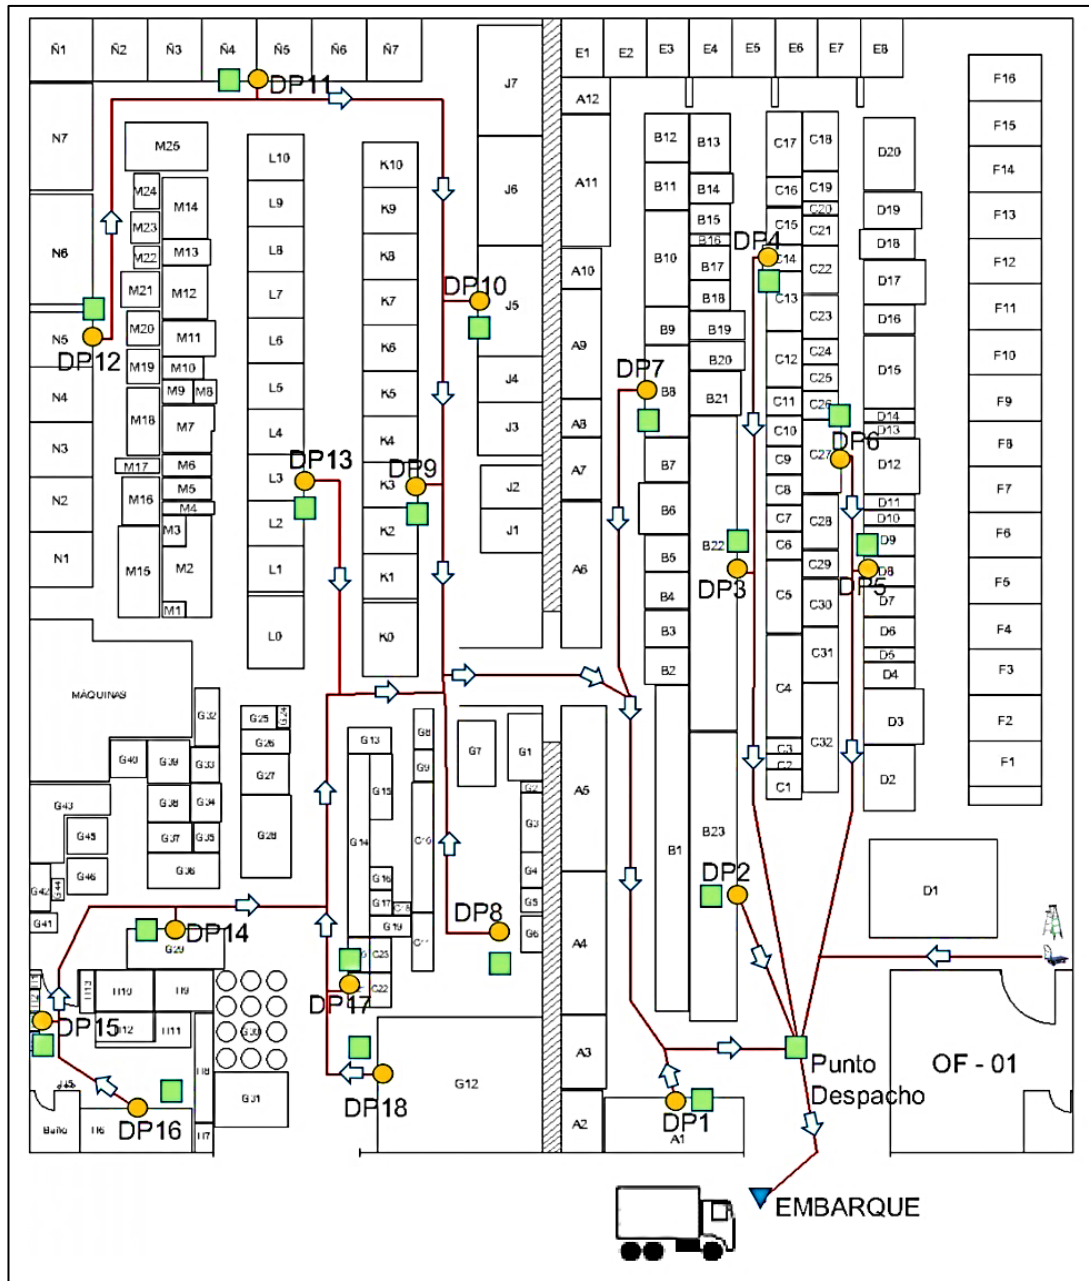 Ñ1 Ñ2 Ñ3 Ñ4 Ñ5 Ñ6 Ñ7
E1 E2 E3 E4 E5 E6 E7 E8
DP11
J7
A12
F16
N7
M25
L10
K10
B12 B13
C17 C18
D20
F15
A11
J6
M24 M14
L9
K9
B11 B14
C16 C19
C20
F14
M23
B15
C15 C21
D19
F13
N6
M22 M13
L8
K8
B16
DP4
D18
F12
A10
B10 B17
C14 C22
M21 M12
L7
K7
DP10
J5
B18
C13
D17
F11
N5
M20 M11
L6
K6
B9 B19
C23
D16
DP12
A9
B20
C12 C24
F10
M19 M10
J4
DP7
B8
C25
D15
N4
M9 M8
L5
K5
B21
C11 C26
F9
M18 M7
L4
K4
J3
A8
C10
D14
D13
DP6
N3
M17 M6
DP13
L3
DP9
K3
A7
B7
C9 C27
D12
F8
N2
M16 M5
M4
J2
B6
C8
D11
F7
L2
K2
J1
C7 C28
D10
N1
M3
A6
B22
C6
D9
F6
M15 M2
L1
K1
B5
DP3
C5 C29
D8
DP5
F5
M1
B4
C30
D7
L0
K0
B3
D6
F4
C31
D5
B2
D4
F3
MÁQUINAS
G32
G25 G24
G8
C4
D3
F2
G26
G13
G7
G1
G40 G39 G33
G9
C3
C32
F1
G27
G15
C2
D2
G43
G38 G34
G2
A5
C1
G28
G14
G3
B23
G45
G37 G35
B1
G46
G36
G16
G4
DP2
D1
G42 G44
G17
G5
G41
DP14
G19
DP8
G6
A4
G29
H13 H10 H9
DP17
C22
DP15
H12 H11
G30
A3
Punto
Despacho
OF - 01
H8
G31
G12
Baño H6
DP16
H7
DP18
A2
DP1
A1
EMBARQUE